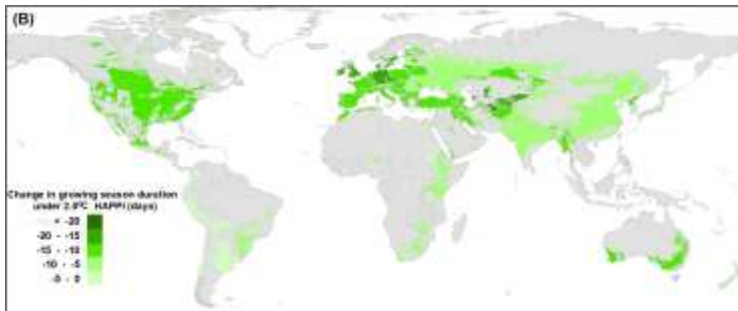 (B)
Change in growing season duration
under 2.0°C HAPPI (days)
< -20
-20 - -15
-15 - -10
-10 - -5
-5 - 0